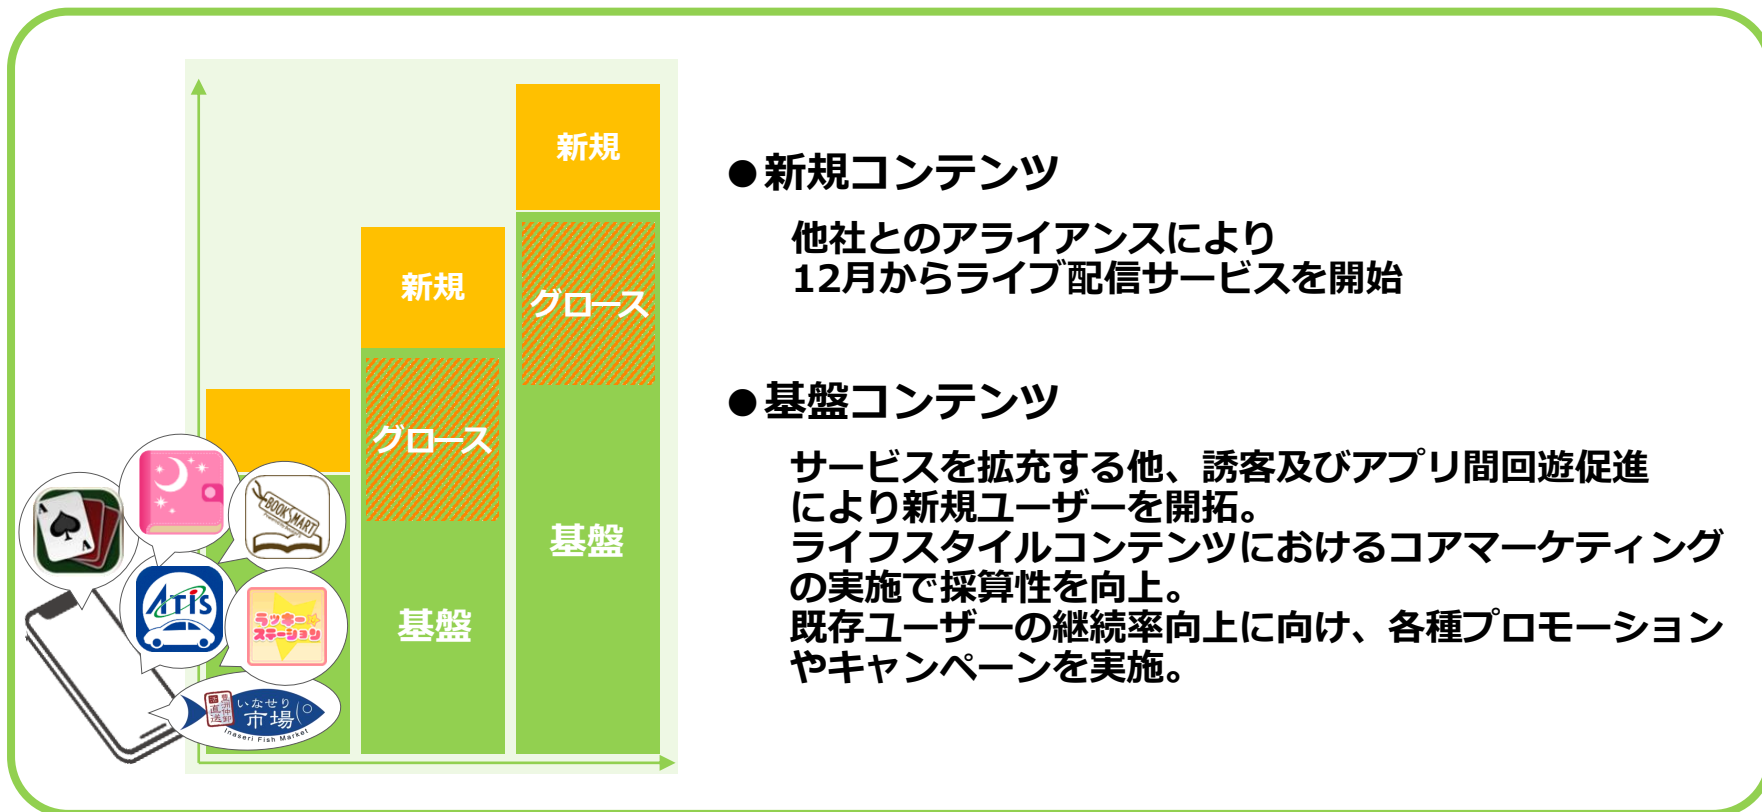 新規
新規
グロース
グロース
基盤
基盤
A
A
BOOKSMART
ATIS
ラッキー
ステーション
豊洲仲卸
直送
いなせり
市場
Inaseri Fish Market
●新規コンテンツ
他社とのアライアンスにより
12月からライブ配信サービスを開始
●基盤コンテンツ
サービスを拡充する他、誘客及びアプリ間回遊促進
により新規ユーザーを開拓。
ライフスタイルコンテンツにおけるコアマーケティング
の実施で採算性を向上。
既存ユーザーの継続率向上に向け、各種プロモーション
やキャンペーンを実施。